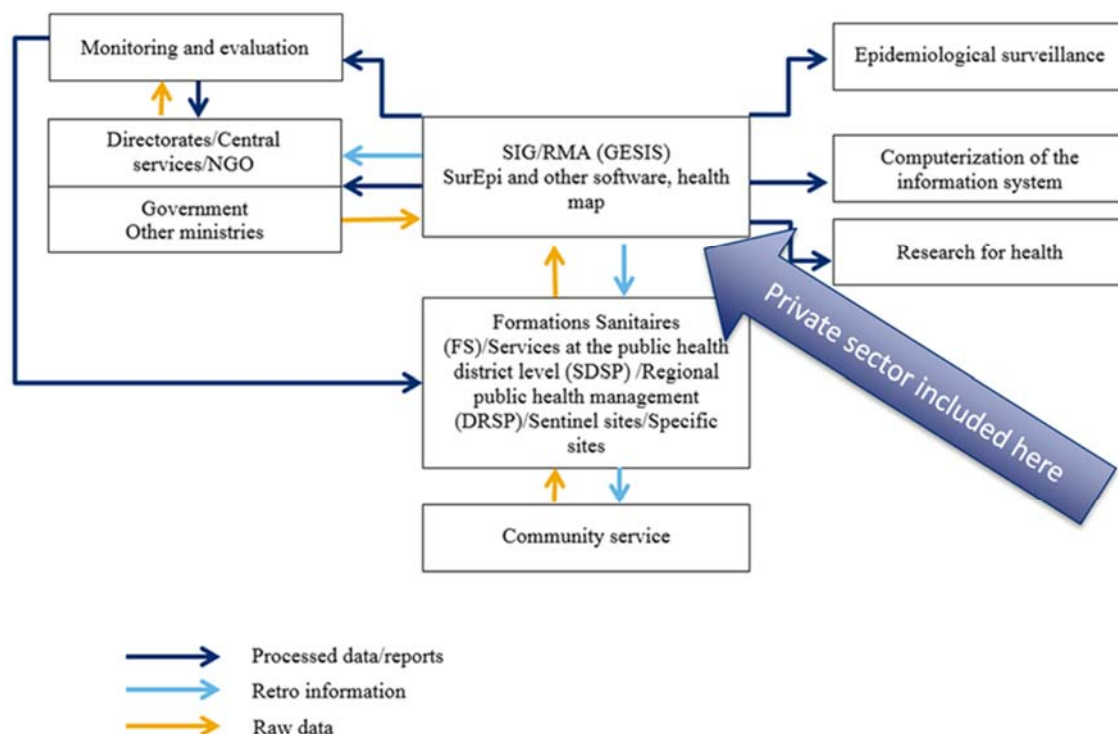 Monitoring and evaluation
Directorates/Central
services/NGO
Government
Other ministries
SIG/RMA (GESIS)
SurEpi and other software, health
map
Epidemiological surveillance
Computerization of the
information system
Research for health
Private sector included here
Formations Sanitaires
(FS)/Services at the public health
district level (SDSP) /Regional
public health management
(DRSP)/Sentinel sites/Specific
sites
Community service
Processed data/reports
Retro information
Raw data